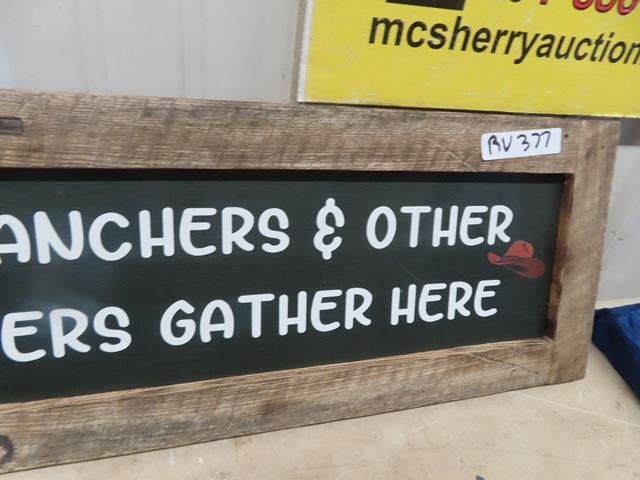 mcsherryauction
RV377
ANCHERS & OTHER
ERS GATHER HERE